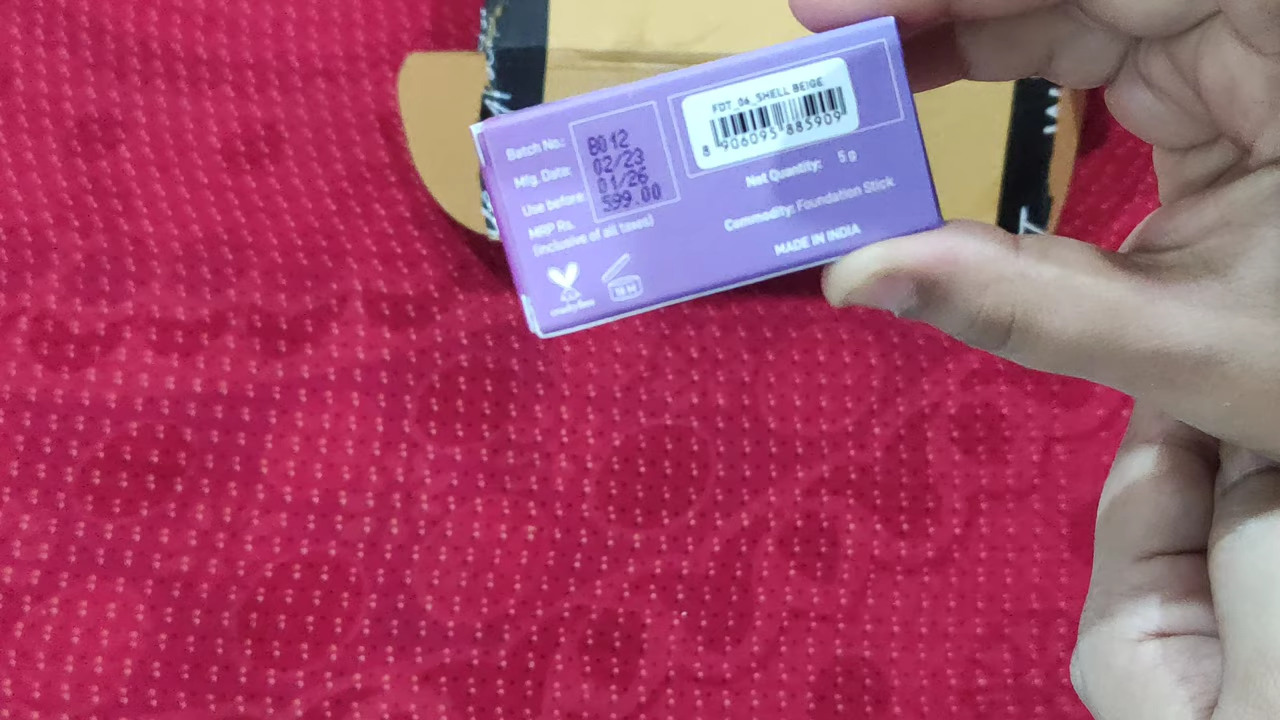 Batch No.: B012
Mfg. Date: 02/23
Use before: 01/26
MRP Rs. 599.00
(inclusive of all taxes)
FDT_06_SHELL BEIGE
8 906095 885909
Net Quantity: 5 g
Commodity: Foundation Stick
MADE IN INDIA